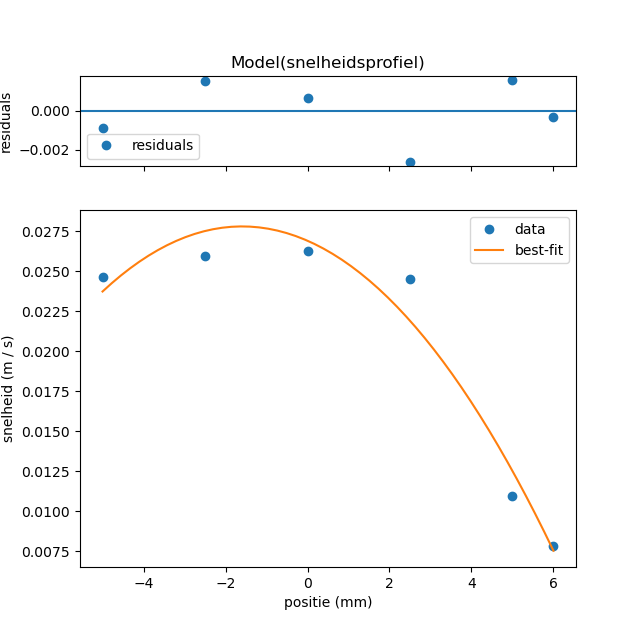 Model(snelheidsprofiel)
residuals
0.000
−0.002
residuals
0.0275
0.0250
0.0225
0.0200
0.0175
0.0150
0.0125
0.0100
0.0075
snelheid (m / s)
data
best-fit
−4 −2 0 2 4 6
positie (mm)